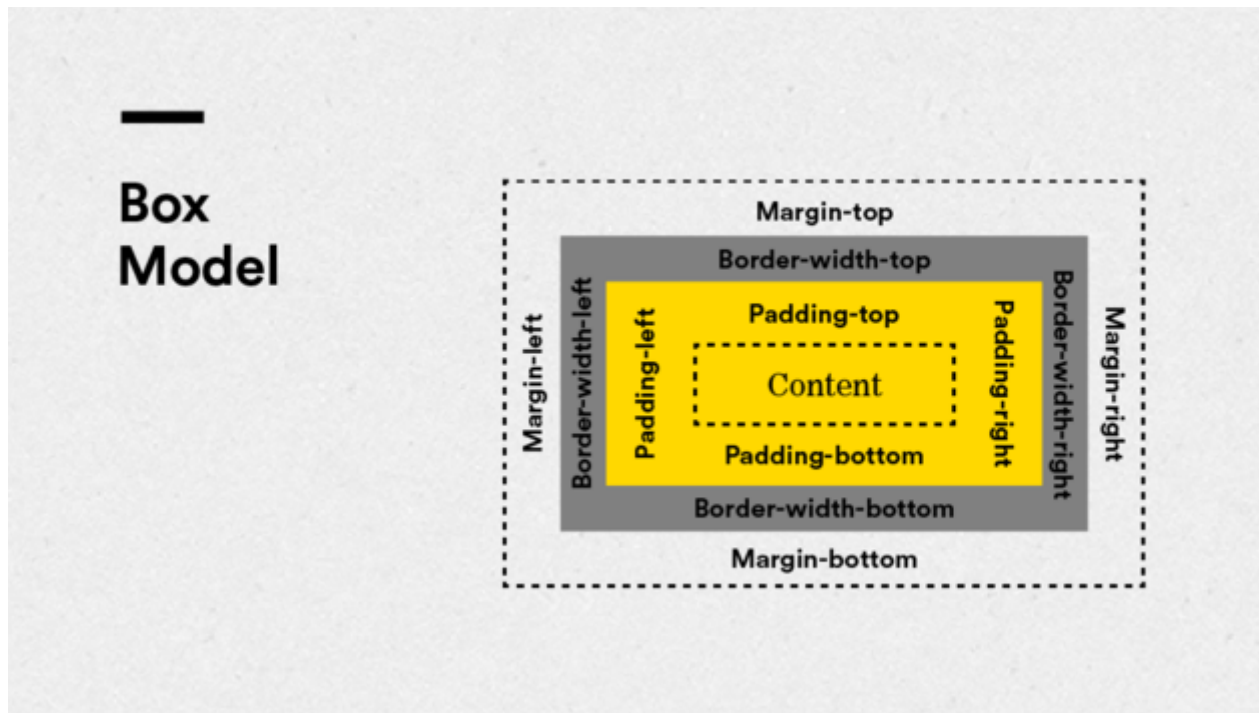 Box
Model
Margin-top
Border-width-top
Padding-top
Margin-left
Border-width-left
Padding-left
Content
Padding-right
Border-width-right
Margin-right
Padding-bottom
Border-width-bottom
Margin-bottom